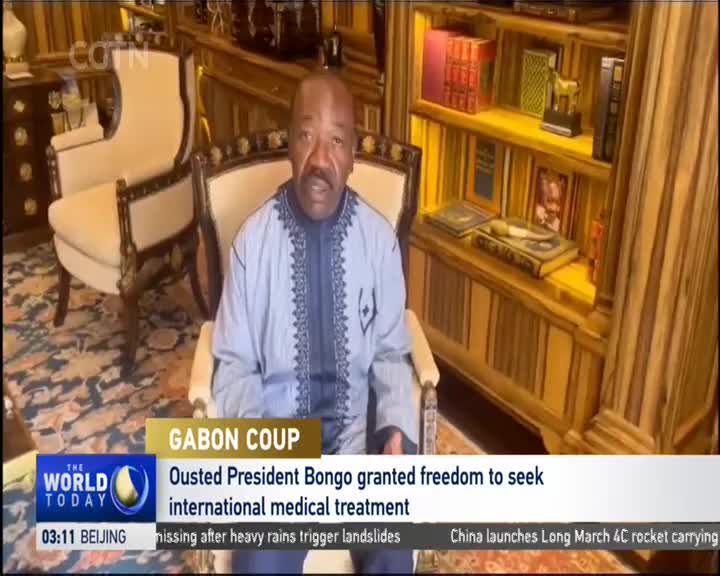 CGTN
GABON COUP
THE
WORLD
TODAY
Ousted President Bongo granted freedom to seek
international medical treatment
03:11 BEIJING
missing after heavy rains trigger landslides
China launches Long March 4C rocket carrying